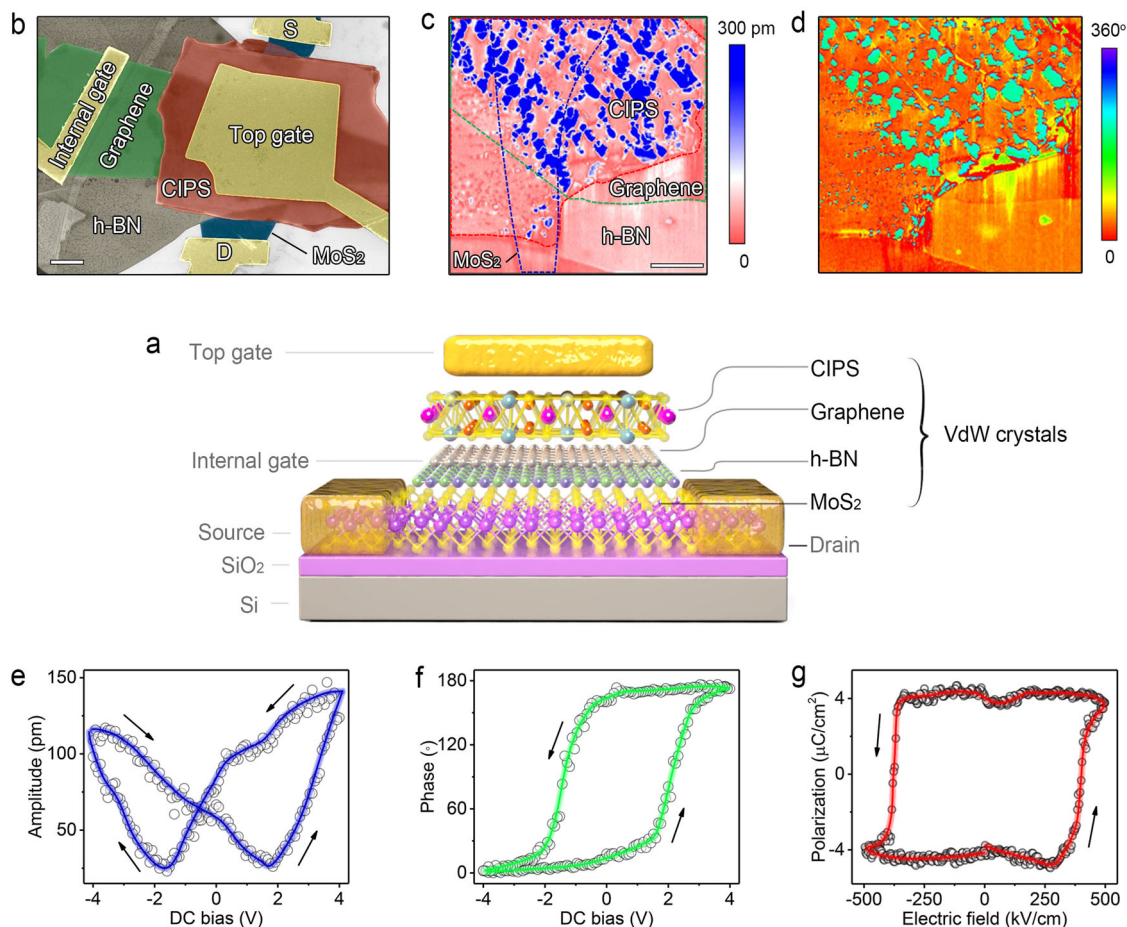 b
S
Internal gate
Graphene
Top gate
CIPS
h-BN
D
MoS₂
c
300 pm
CIPS
Graphene
h-BN
MoS₂
0
d
360°
0
a
Top gate
CIPS
Graphene
VdW crystals
Internal gate
h-BN
MoS₂
Source
Drain
SiO₂
Si
e
150
100
50
Amplitude (pm)
-4
-2
0
2
4
DC bias (V)
f
180
120
60
0
Phase (°)
-4
-2
0
2
4
DC bias (V)
g
4
0
-4
Polarization (μC/cm²)
-500
-250
0
250
500
Electric field (kV/cm)